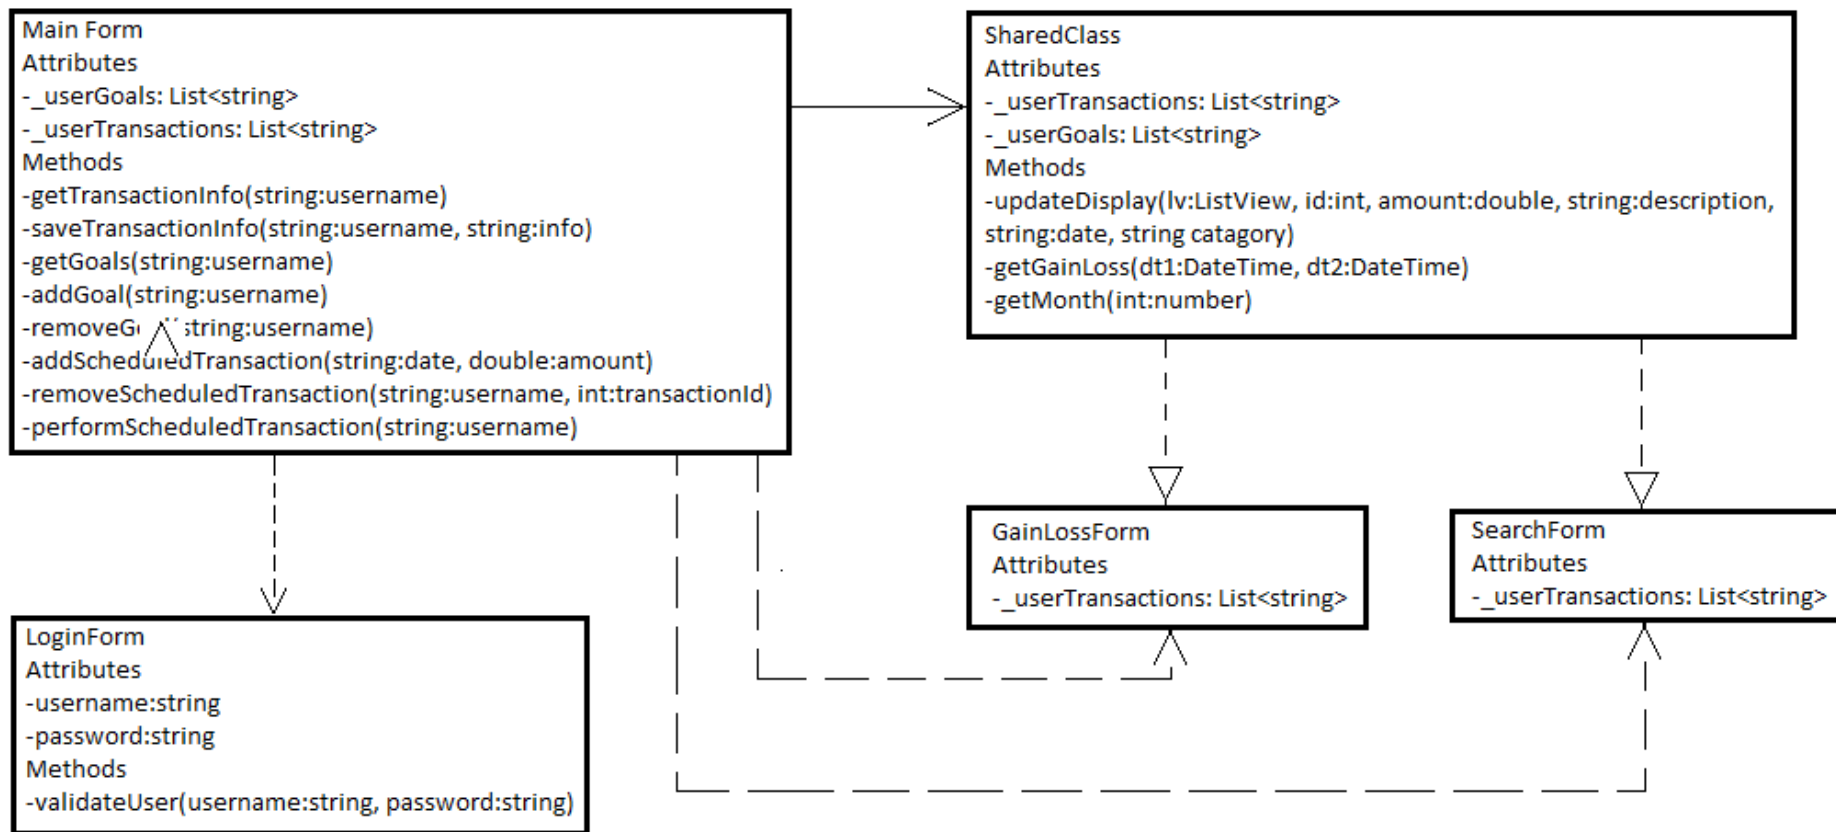 Main Form
Attributes
-_userGoals: List<string>
-_userTransactions: List<string>
Methods
-getTransactionInfo(string:username)
-saveTransactionInfo(string:username, string:info)
-getGoals(string:username)
-addGoal(string:username)
string:username)
-addScheduledTransaction(string:date, double:amount)
-removeScheduledTransaction(string:username, int:transactionId)
-performScheduledTransaction(string:username)
SharedClass
Attributes
-_userTransactions: List<string>
-_userGoals: List<string>
Methods
-updateDisplay(lv:ListView, id:int, amount:double, string:description,
string:date, string catagory)
-getGainLoss(dt1:DateTime, dt2:DateTime)
-getMonth(int:number)
GainLossForm
Attributes
-_userTransactions: List<string>
SearchForm
Attributes
-_userTransactions: List<string>
LoginForm
Attributes
-username:string
-password:string
Methods
-validateUser(username:string, password:string)